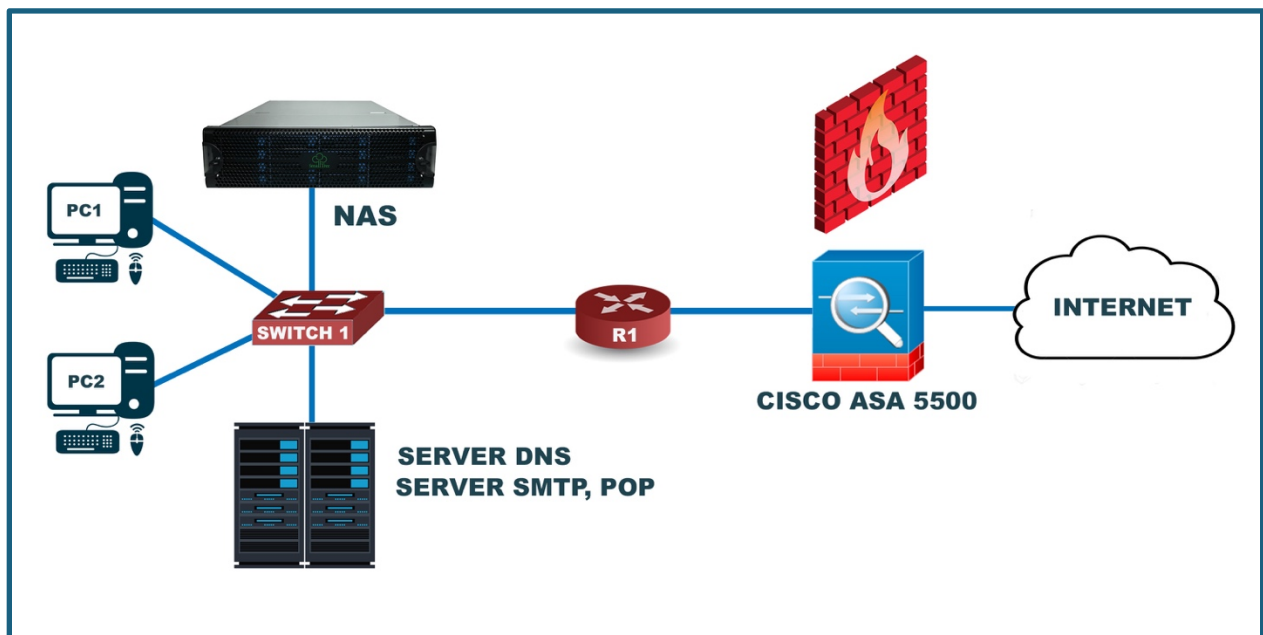 PC1
NAS
SWITCH 1
R1
INTERNET
PC2
CISCO ASA 5500
SERVER DNS
SERVER SMTP, POP